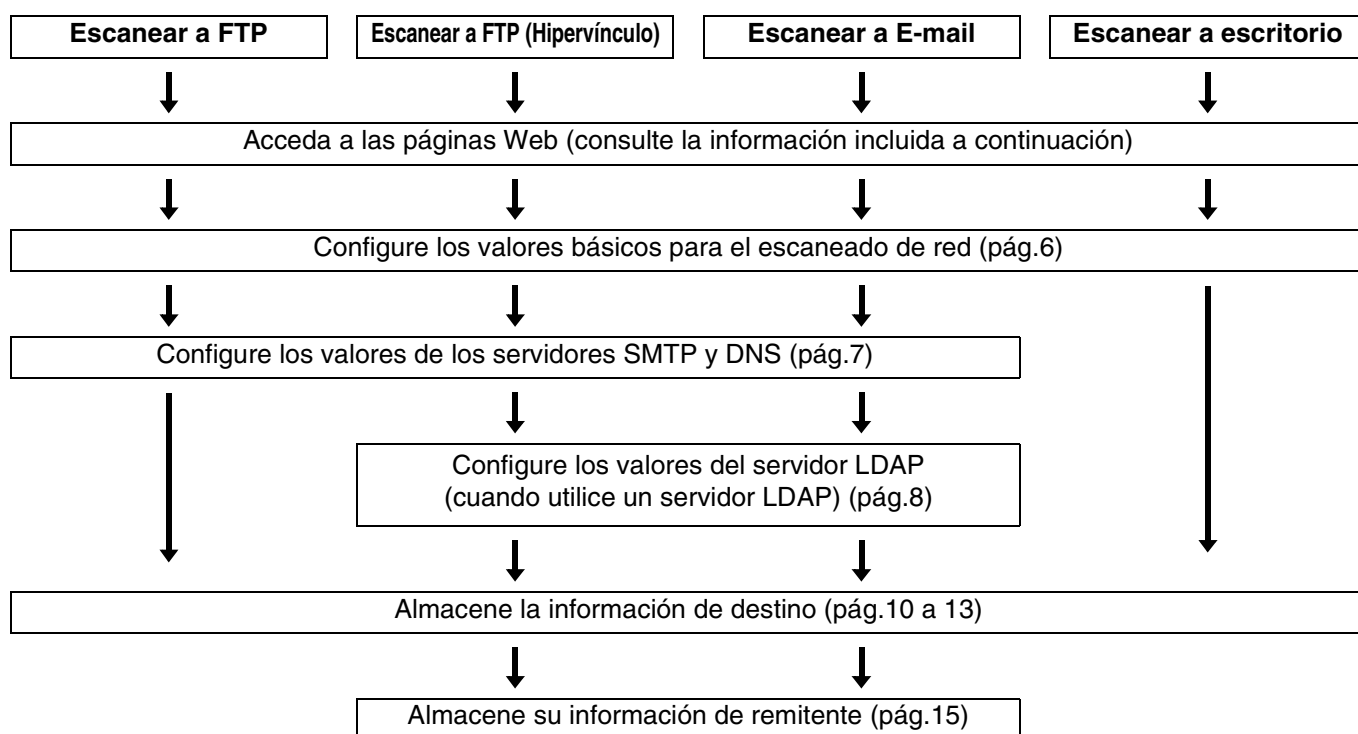 Escanear a FTP
Escanear a FTP (Hipervínculo)
Escanear a E-mail
Escanear a escritorio
Acceda a las páginas Web (consulte la información incluida a continuación)
Configure los valores básicos para el escaneado de red (pág.6)
Configure los valores de los servidores SMTP y DNS (pág.7)
Configure los valores del servidor LDAP
(cuando utilice un servidor LDAP) (pág.8)
Almacene la información de destino (pág.10 a 13)
Almacene su información de remitente (pág.15)